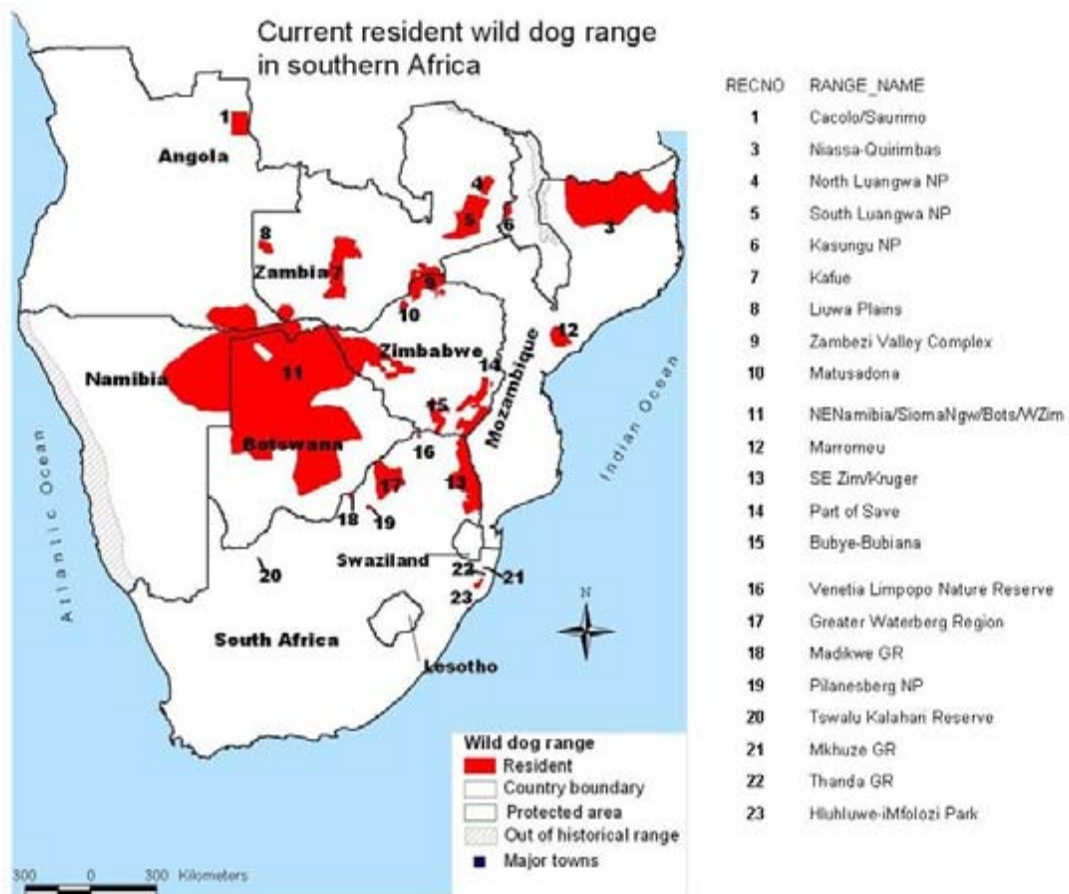 Current resident wild dog range
in southern Africa
RECNO RANGE_NAME
1 Cacolo/Saurimo
3 Niassa-Quirimbas
4 North Luangwa NP
5 South Luangwa NP
6 Kasungu NP
7 Kafue
8 Liuwa Plains
9 Zambezi Valley Complex
10 Matusadona
11 NENamibia/SiomaNgw/Bots/WZim
12 Marromeu
13 SE Zim/Kruger
14 Part of Save
15 Bubye-Bubiana
16 Venetia Limpopo Nature Reserve
17 Greater Waterberg Region
18 Madikwe GR
19 Pilanesberg NP
20 Tswalu Kalahari Reserve
21 Mkhuze GR
22 Thanda GR
23 Hluhluwe-iMfolozi Park
1
Angola
4
5
6
3
8
Zambia
7
9
10
12
Zimbabwe
Namibia
11
14
Mozambique
15
Botswana
16
13
17
18
19
Swaziland
20
22
21
23
South Africa
Lesotho
N
Atlantic Ocean
Indian Ocean
Wild dog range
Resident
Country boundary
Protected area
Out of historical range
Major towns
300 0 300 Kilometers